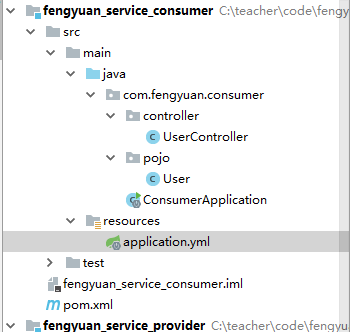 fengyuan_service_consumer C:\teacher\code\fengy
src
main
java
com.fengyuan.consumer
controller
UserController
pojo
User
ConsumerApplication
resources
application.yml
test
fengyuan_service_consumer.iml
pom.xml
fengyuan_service_provider C:\teacher\code\fengyu